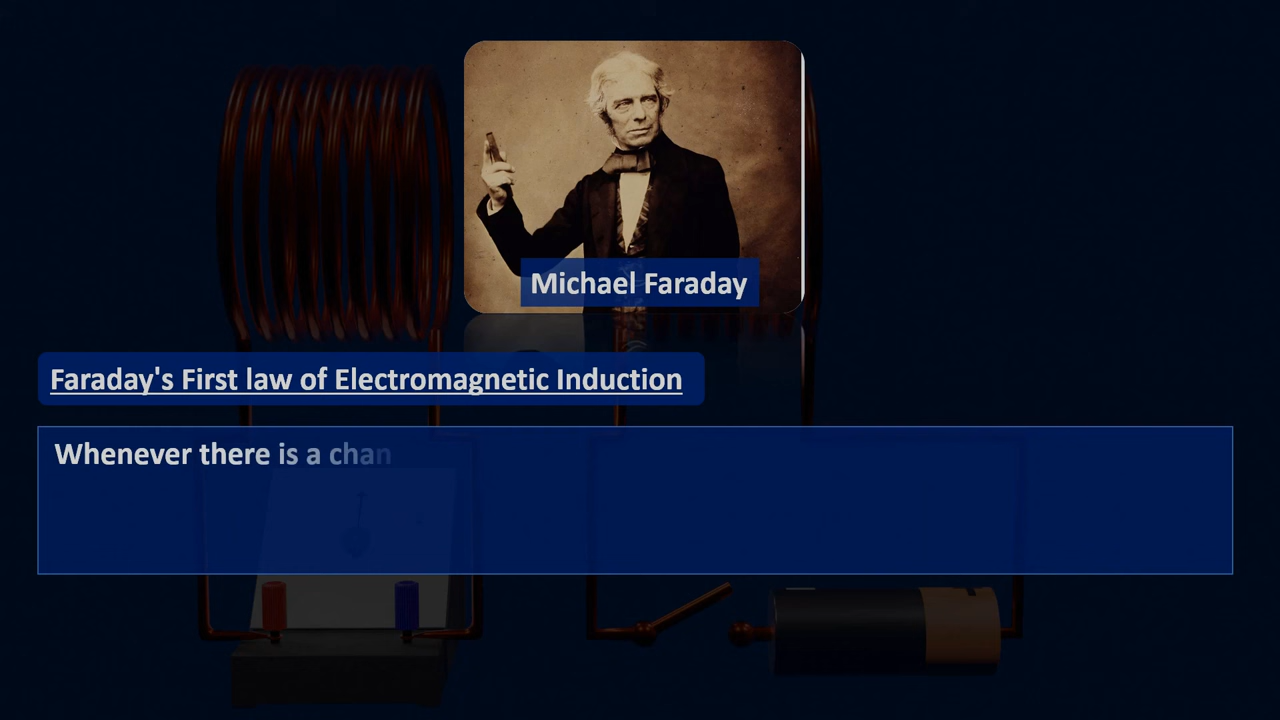 Michael Faraday
Faraday's First law of Electromagnetic Induction
Whenever there is a chan